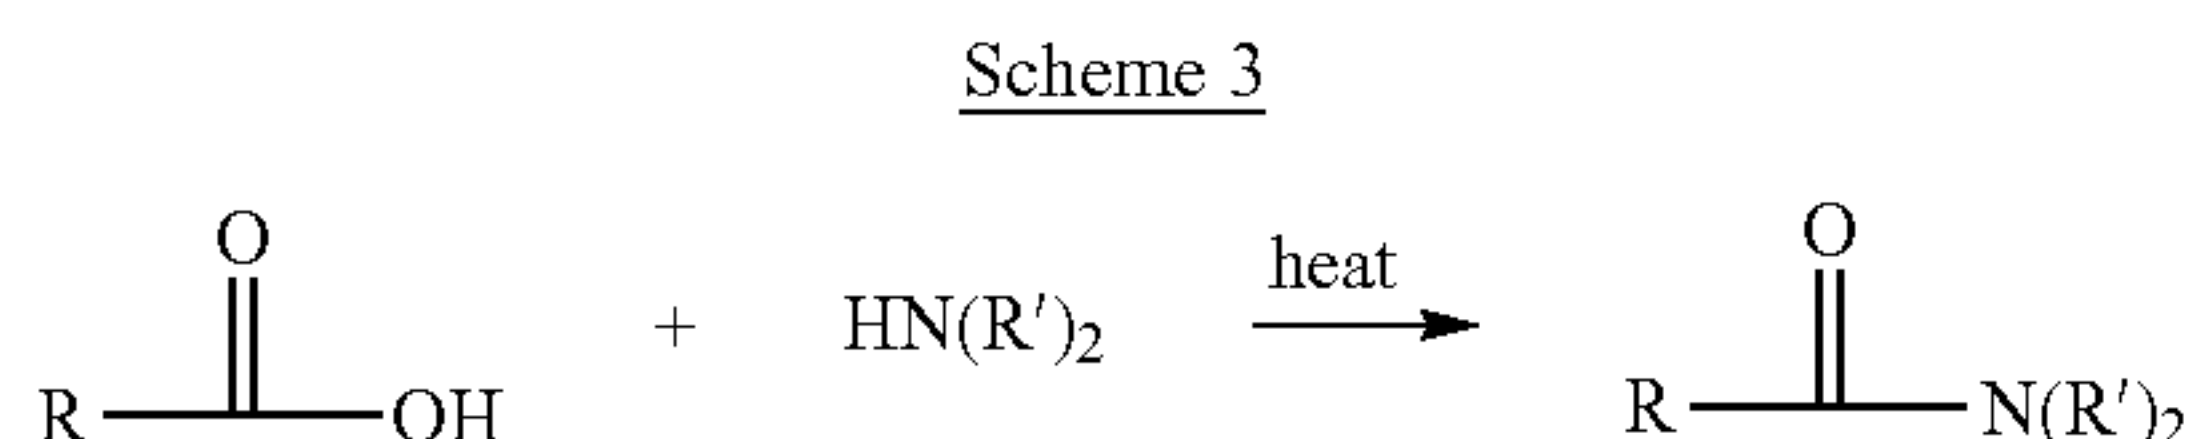 Scheme 3
O
R
OH
+
HN(R′)₂
heat
O
R
N(R′)₂